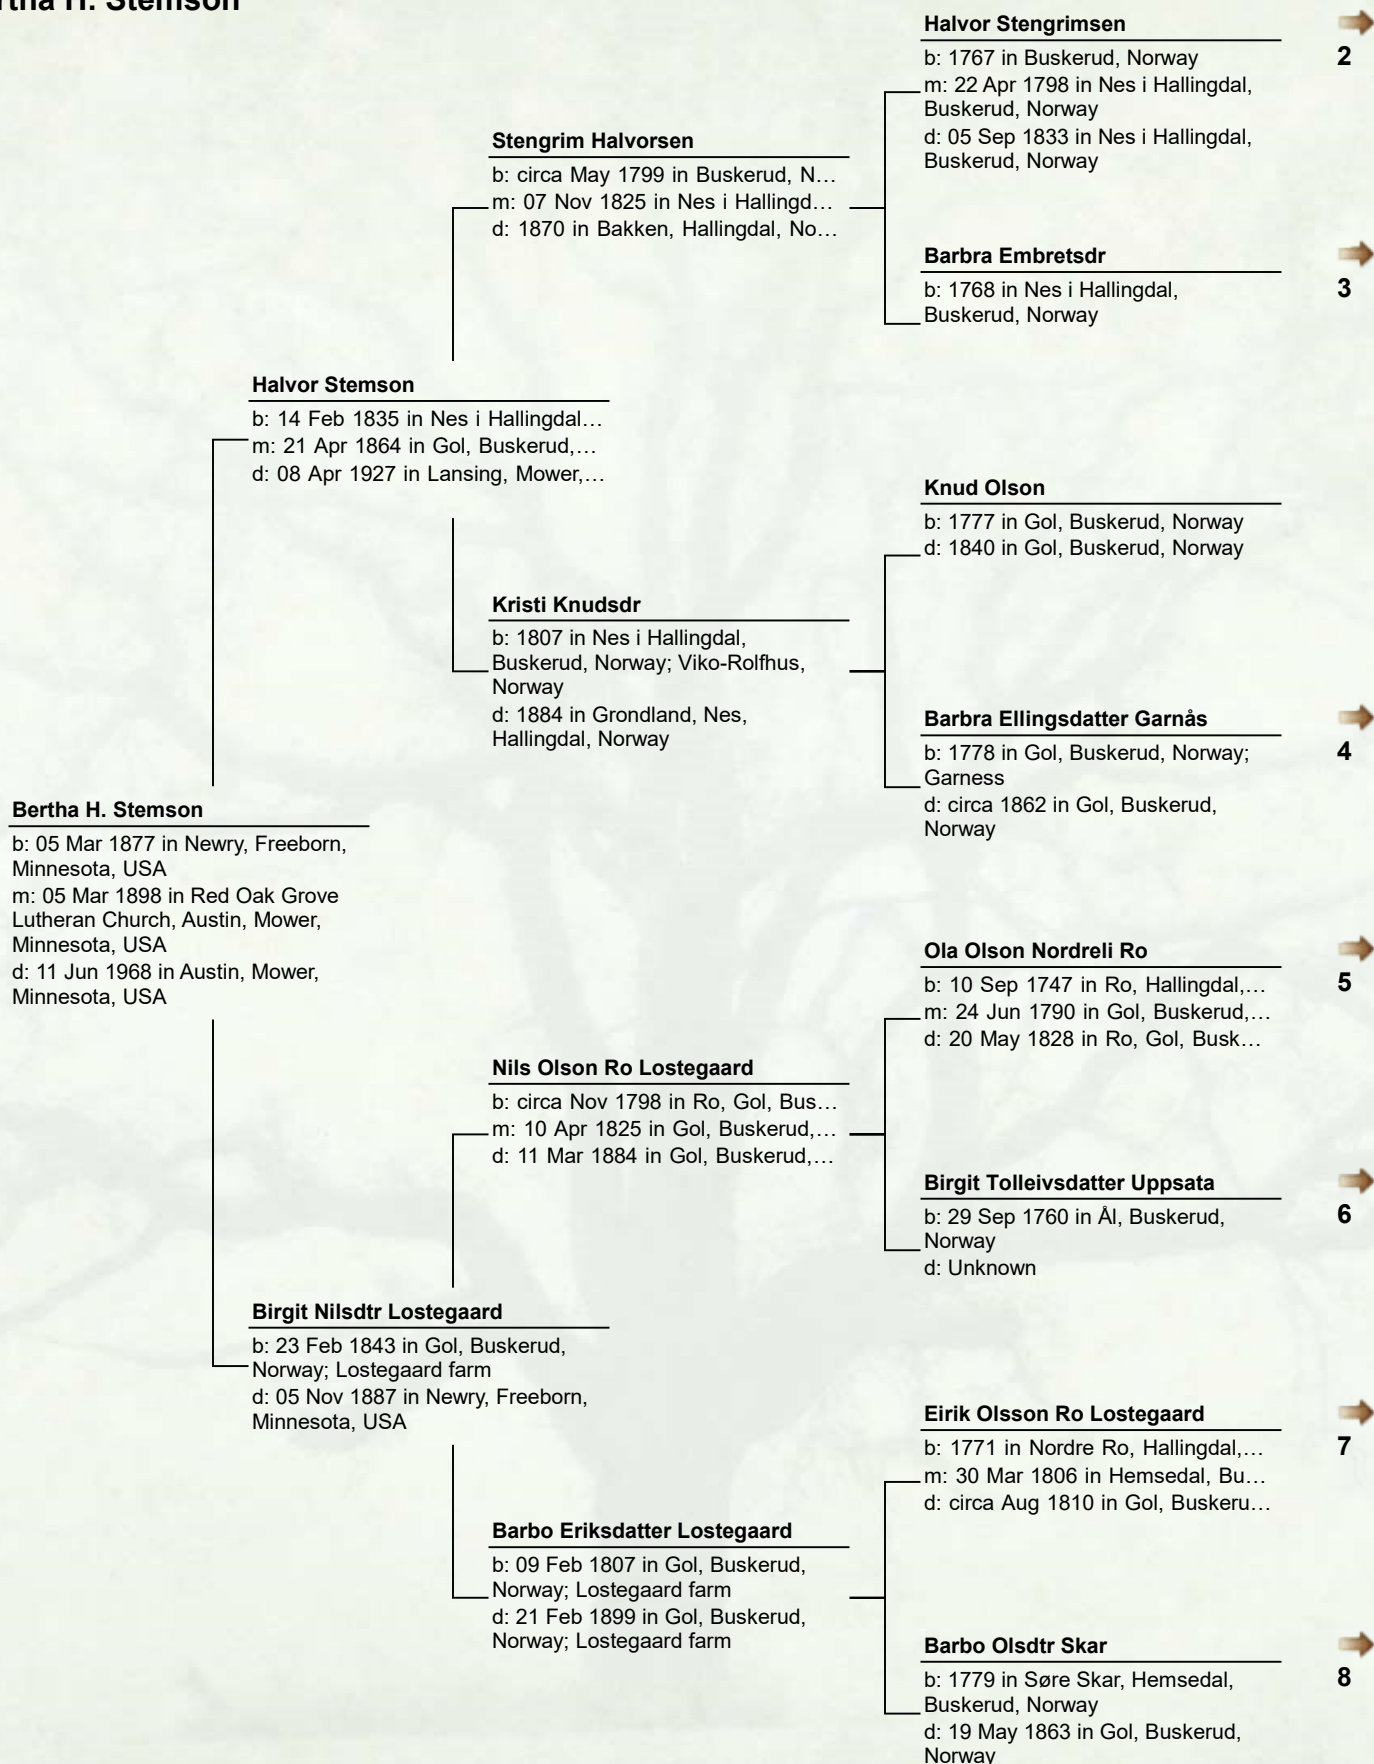 rtha H. Stemson
Halvor Stengrimsen
b: 1767 in Buskerud, Norway
m: 22 Apr 1798 in Nes i Hallingdal,
Buskerud, Norway
d: 05 Sep 1833 in Nes i Hallingdal,
Buskerud, Norway
2
Stengrim Halvorsen
b: circa May 1799 in Buskerud, N…
m: 07 Nov 1825 in Nes i Hallingd…
d: 1870 in Bakken, Hallingdal, No…
Barbra Embretsdr
b: 1768 in Nes i Hallingdal,
Buskerud, Norway
3
Halvor Stemson
b: 14 Feb 1835 in Nes i Hallingdal…
m: 21 Apr 1864 in Gol, Buskerud,…
d: 08 Apr 1927 in Lansing, Mower,…
Knud Olson
b: 1777 in Gol, Buskerud, Norway
d: 1840 in Gol, Buskerud, Norway
Kristi Knudsdr
b: 1807 in Nes i Hallingdal,
Buskerud, Norway; Viko-Rolfhus,
Norway
d: 1884 in Grondland, Nes,
Hallingdal, Norway
Barbra Ellingsdatter Garnås
b: 1778 in Gol, Buskerud, Norway;
Garness
d: circa 1862 in Gol, Buskerud,
Norway
4
Bertha H. Stemson
b: 05 Mar 1877 in Newry, Freeborn,
Minnesota, USA
m: 05 Mar 1898 in Red Oak Grove
Lutheran Church, Austin, Mower,
Minnesota, USA
d: 11 Jun 1968 in Austin, Mower,
Minnesota, USA
Ola Olson Nordreli Ro
b: 10 Sep 1747 in Ro, Hallingdal,…
m: 24 Jun 1790 in Gol, Buskerud,…
d: 20 May 1828 in Ro, Gol, Busk…
5
Nils Olson Ro Lostegaard
b: circa Nov 1798 in Ro, Gol, Bus…
m: 10 Apr 1825 in Gol, Buskerud,…
d: 11 Mar 1884 in Gol, Buskerud,…
Birgit Tolleivsdatter Uppsata
b: 29 Sep 1760 in Ål, Buskerud,
Norway
d: Unknown
6
Birgit Nilsdtr Lostegaard
b: 23 Feb 1843 in Gol, Buskerud,
Norway; Lostegaard farm
d: 05 Nov 1887 in Newry, Freeborn,
Minnesota, USA
Eirik Olsson Ro Lostegaard
b: 1771 in Nordre Ro, Hallingdal,…
m: 30 Mar 1806 in Hemsedal, Bu…
d: circa Aug 1810 in Gol, Buskeru…
7
Barbo Eriksdatter Lostegaard
b: 09 Feb 1807 in Gol, Buskerud,
Norway; Lostegaard farm
d: 21 Feb 1899 in Gol, Buskerud,
Norway; Lostegaard farm
Barbo Olsdtr Skar
b: 1779 in Søre Skar, Hemsedal,
Buskerud, Norway
d: 19 May 1863 in Gol, Buskerud,
Norway
8